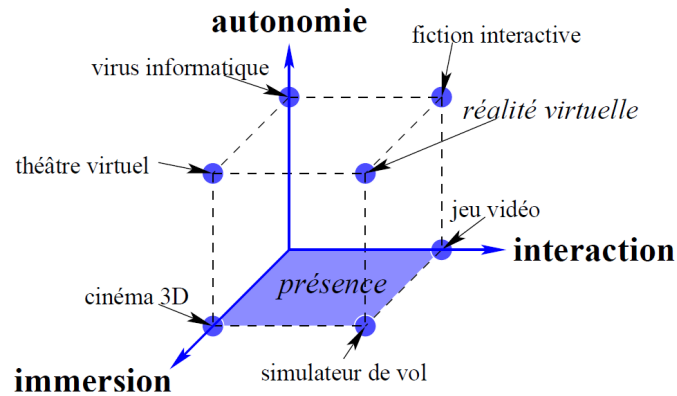 autonomie
fiction interactive
virus informatique
réalité virtuelle
théâtre virtuel
jeu vidéo
interaction
présence
cinéma 3D
simulateur de vol
immersion